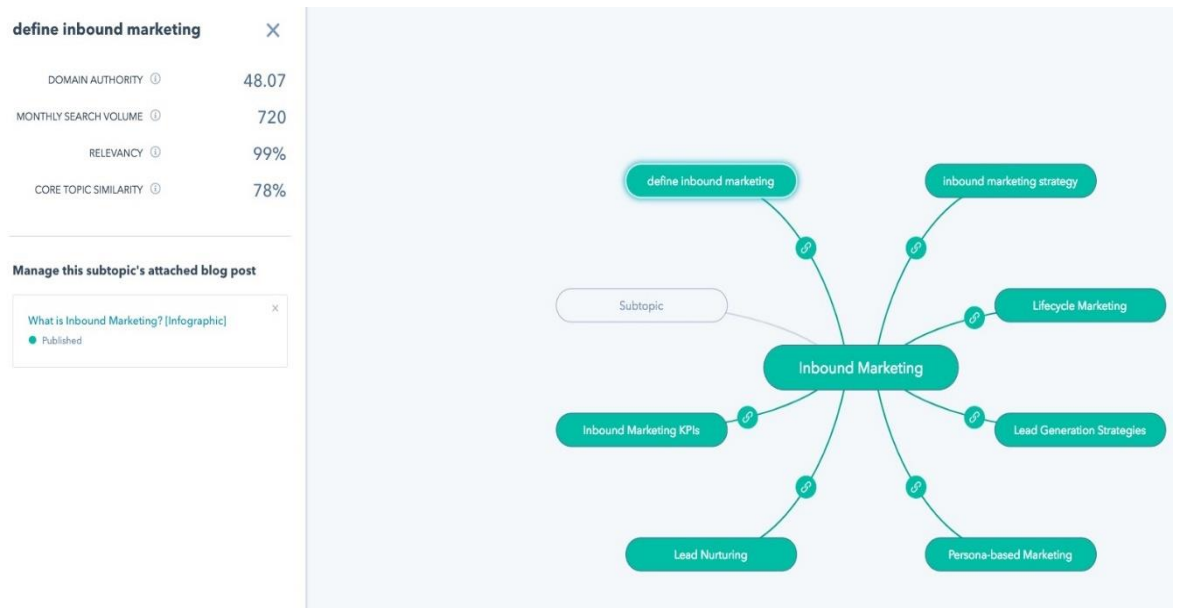 define inbound marketing
DOMAIN AUTHORITY 48.07
MONTHLY SEARCH VOLUME 720
RELEVANCY 99%
CORE TOPIC SIMILARITY 78%
Manage this subtopic's attached blog post
What is Inbound Marketing? [Infographic]
Published
define inbound marketing
inbound marketing strategy
Subtopic
Lifecycle Marketing
Inbound Marketing
Inbound Marketing KPIs
Lead Generation Strategies
Lead Nurturing
Persona-based Marketing